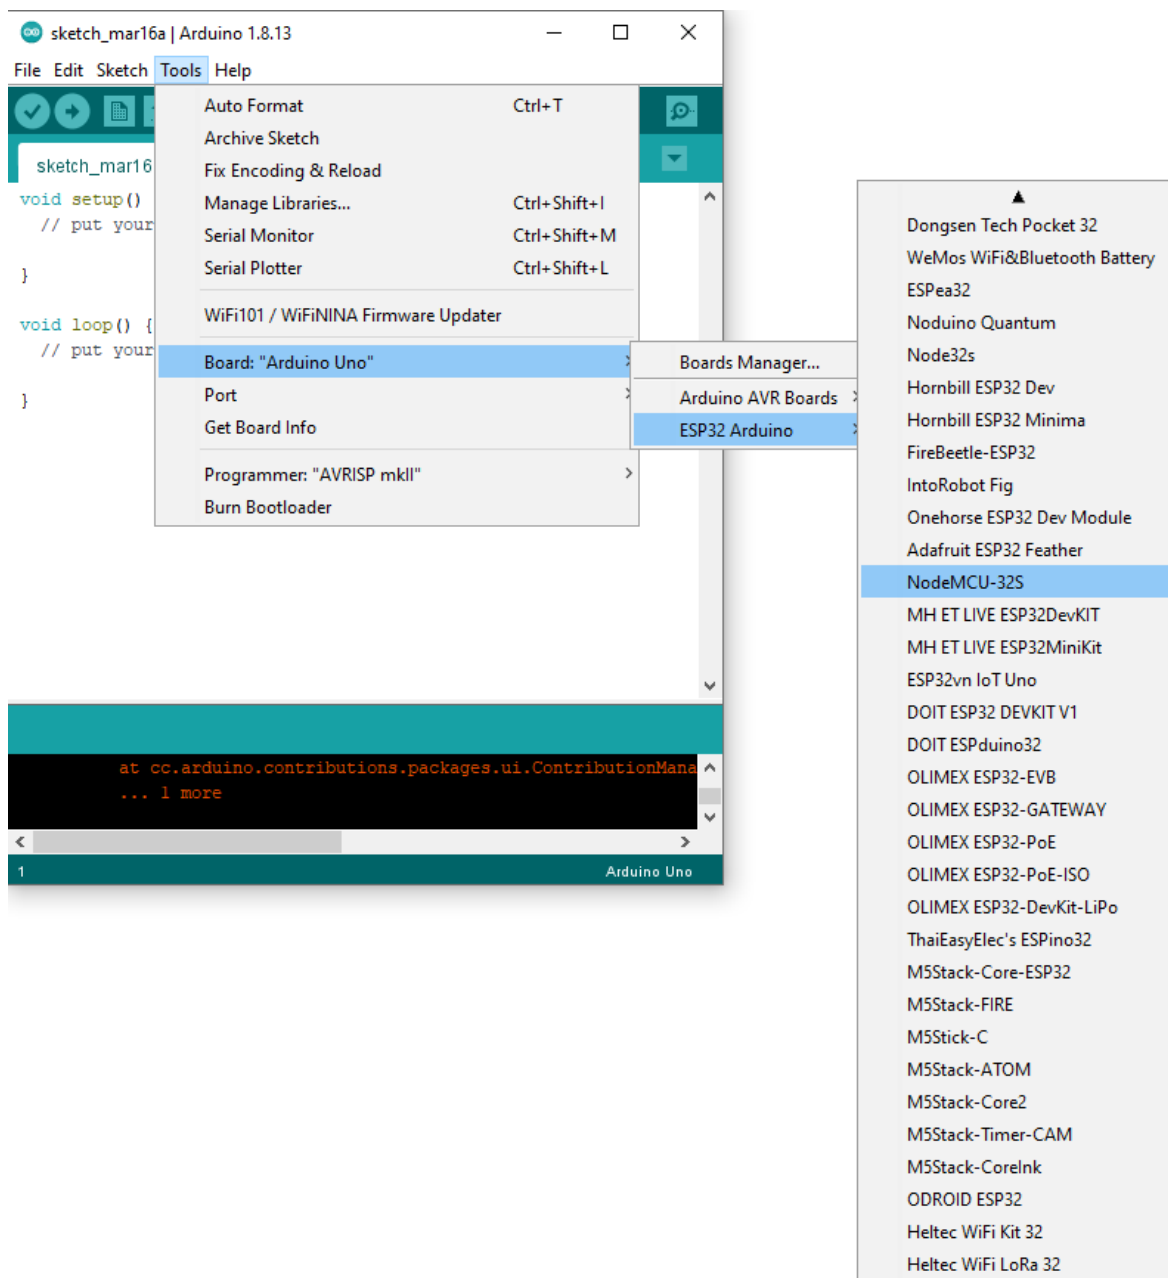 sketch_mar16a | Arduino 1.8.13
File Edit Sketch Tools Help
sketch_mar16
void setup()
// put your
}
void loop() {
// put your
}
Auto Format Ctrl+T
Archive Sketch
Fix Encoding & Reload
Manage Libraries... Ctrl+Shift+I
Serial Monitor Ctrl+Shift+M
Serial Plotter Ctrl+Shift+L
WiFi101 / WiFiNINA Firmware Updater
Board: "Arduino Uno"
Port
Get Board Info
Programmer: "AVRISP mkII"
Burn Bootloader
Boards Manager...
Arduino AVR Boards
ESP32 Arduino
Dongsen Tech Pocket 32
WeMos WiFi&Bluetooth Battery
ESPea32
Noduino Quantum
Node32s
Hornbill ESP32 Dev
Hornbill ESP32 Minima
FireBeetle-ESP32
IntoRobot Fig
Onehorse ESP32 Dev Module
Adafruit ESP32 Feather
NodeMCU-32S
MH ET LIVE ESP32DevKIT
MH ET LIVE ESP32MiniKit
ESP32vn IoT Uno
DOIT ESP32 DEVKIT V1
DOIT ESPduino32
OLIMEX ESP32-EVB
OLIMEX ESP32-GATEWAY
OLIMEX ESP32-PoE
OLIMEX ESP32-PoE-ISO
OLIMEX ESP32-DevKit-LiPo
ThaiEasyElec's ESPino32
M5Stack-Core-ESP32
M5Stack-FIRE
M5Stick-C
M5Stack-ATOM
M5Stack-Core2
M5Stack-Timer-CAM
M5Stack-CoreInk
ODROID ESP32
Heltec WiFi Kit 32
Heltec WiFi LoRa 32
at cc.arduino.contributions.packages.ui.ContributionMana
... 1 more
1 Arduino Uno